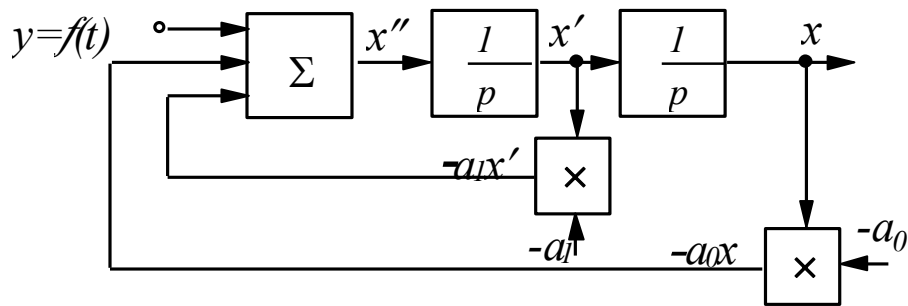 y=f(t)
Σ
x″
1
p
x′
1
p
x
-a1x′
×
-a1
-a0x
×
-a0